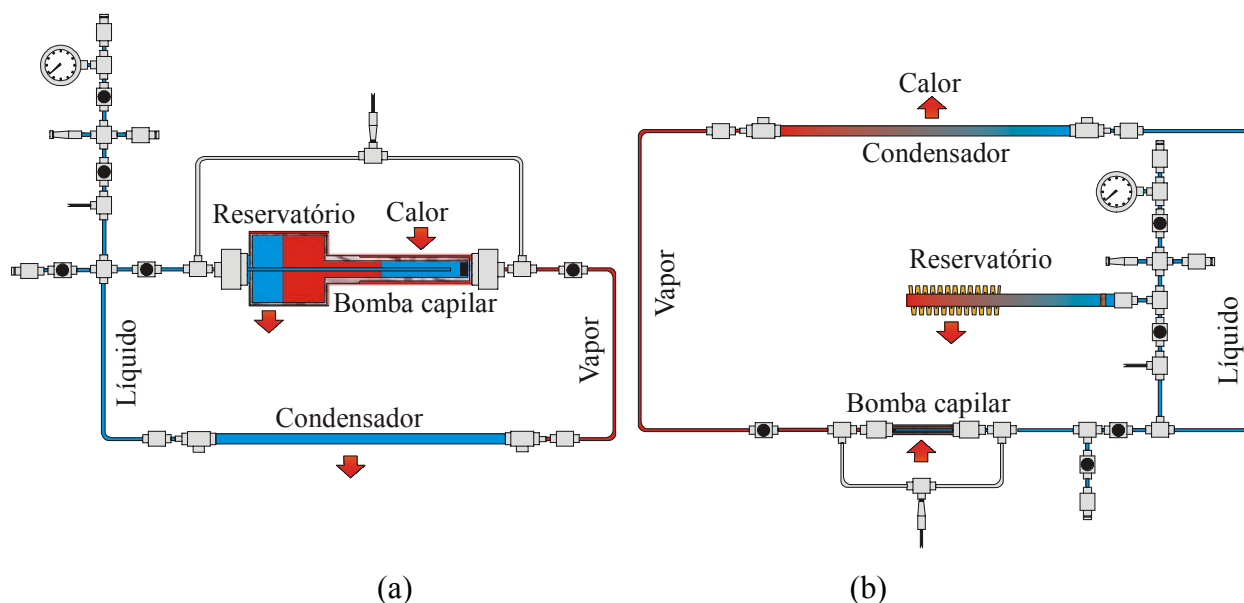 Reservatório
Calor
Bomba capilar
Líquido
Vapor
Condensador
(a)
Calor
Condensador
Vapor
Reservatório
Líquido
Bomba capilar
(b)